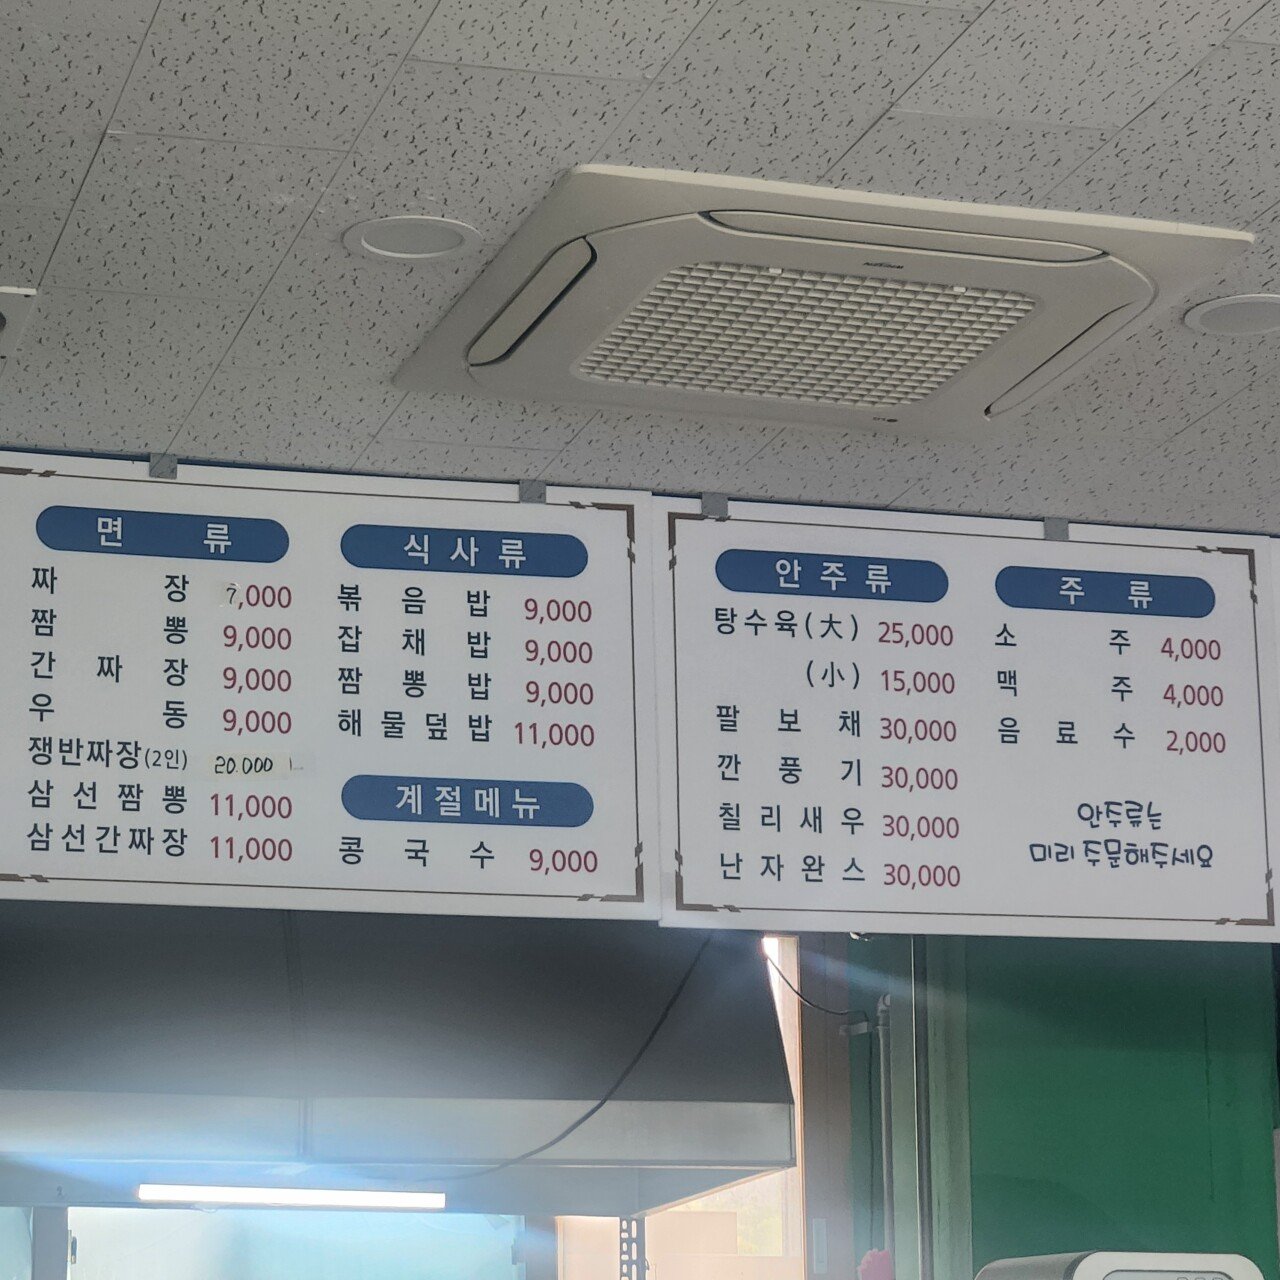 면 류
짜 장 7,000
짬 뽕 9,000
간 짜 장 9,000
우 동 9,000
쟁반짜장(2인) 20.000
삼 선 짬 뽕 11,000
삼선간짜장 11,000
식 사 류
볶 음 밥 9,000
잡 채 밥 9,000
짬 뽕 밥 9,000
해 물 덮 밥 11,000
계절메뉴
콩 국 수 9,000
안 주 류
탕수육(大) 25,000
(小) 15,000
팔 보 채 30,000
깐 풍 기 30,000
칠 리 새 우 30,000
난 자 완 스 30,000
주 류
소 주 4,000
맥 주 4,000
음 료 수 2,000
안주류는
미리 주문해주세요